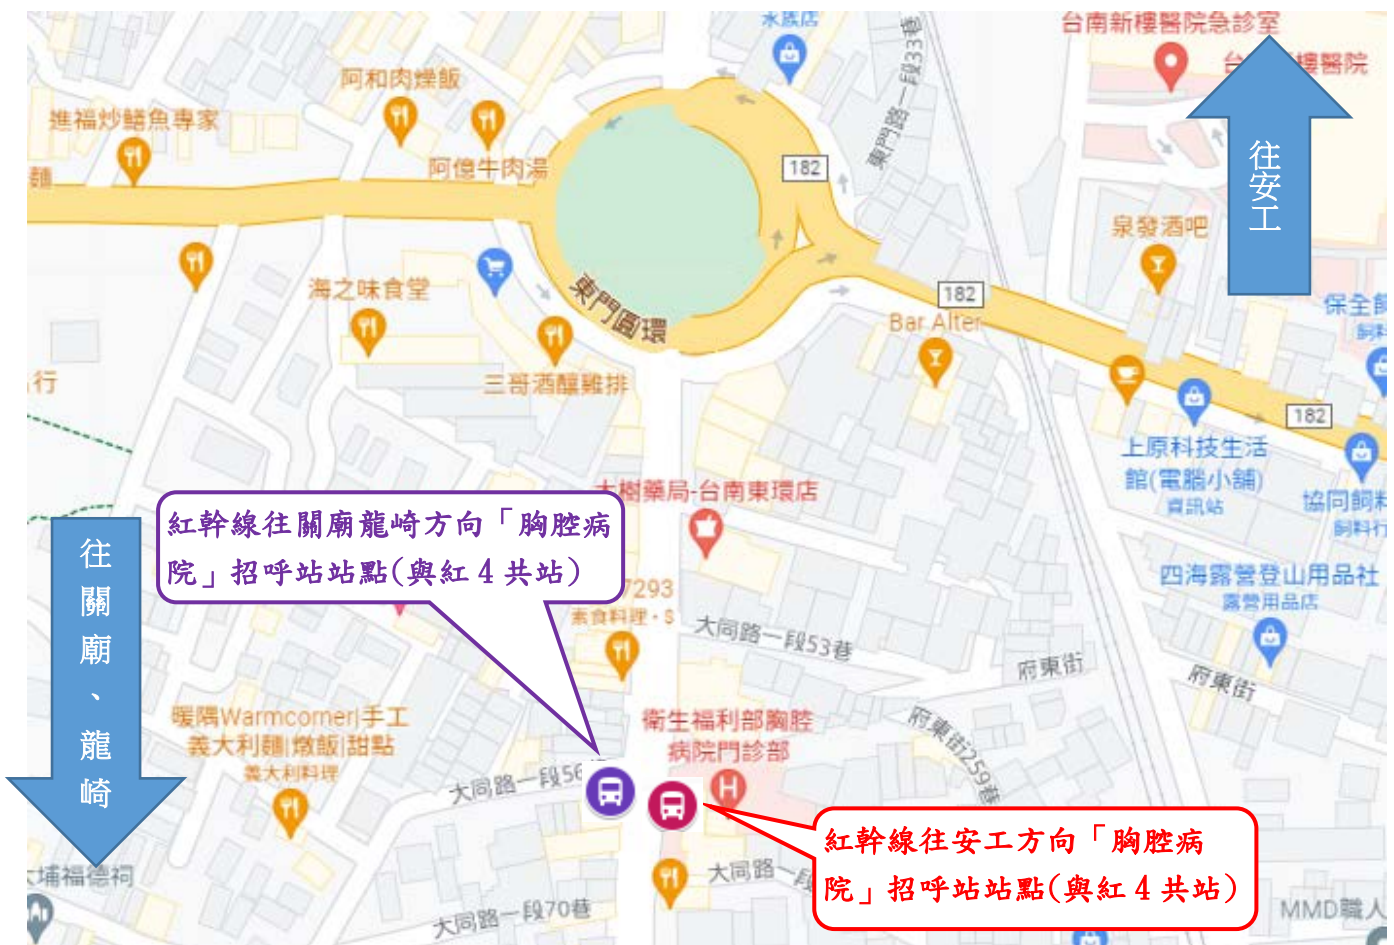 水族店
東門路一段33巷
台南新樓醫院急診室
阿和肉燥飯
進福炒鱔魚專家
阿億牛肉湯
182
往安工
麵
泉發酒吧
海之味食堂
東門圓環
182
Bar Alter
三哥酒釀雞排
行
182
上原科技生活
館(電腦小舖)
資訊站
協同飼料
飼料行
大樹藥局-台南東環店
紅幹線往關廟龍崎方向「胸腔病
院」招呼站站點(與紅 4 共站)
往關廟、龍崎
7293
素食料理・S
四海露營登山用品社
露營用品店
大同路一段53巷
府東街
府東街
暖隅Warmcorner|手工
義大利麵|燉飯|甜點
義大利料理
衛生福利部胸腔
病院門診部
府東街259巷
大同路一段56
H
紅幹線往安工方向「胸腔病
院」招呼站站點(與紅 4 共站)
大埔福德祠
大同路一段
大同路一段70巷
MMD職人